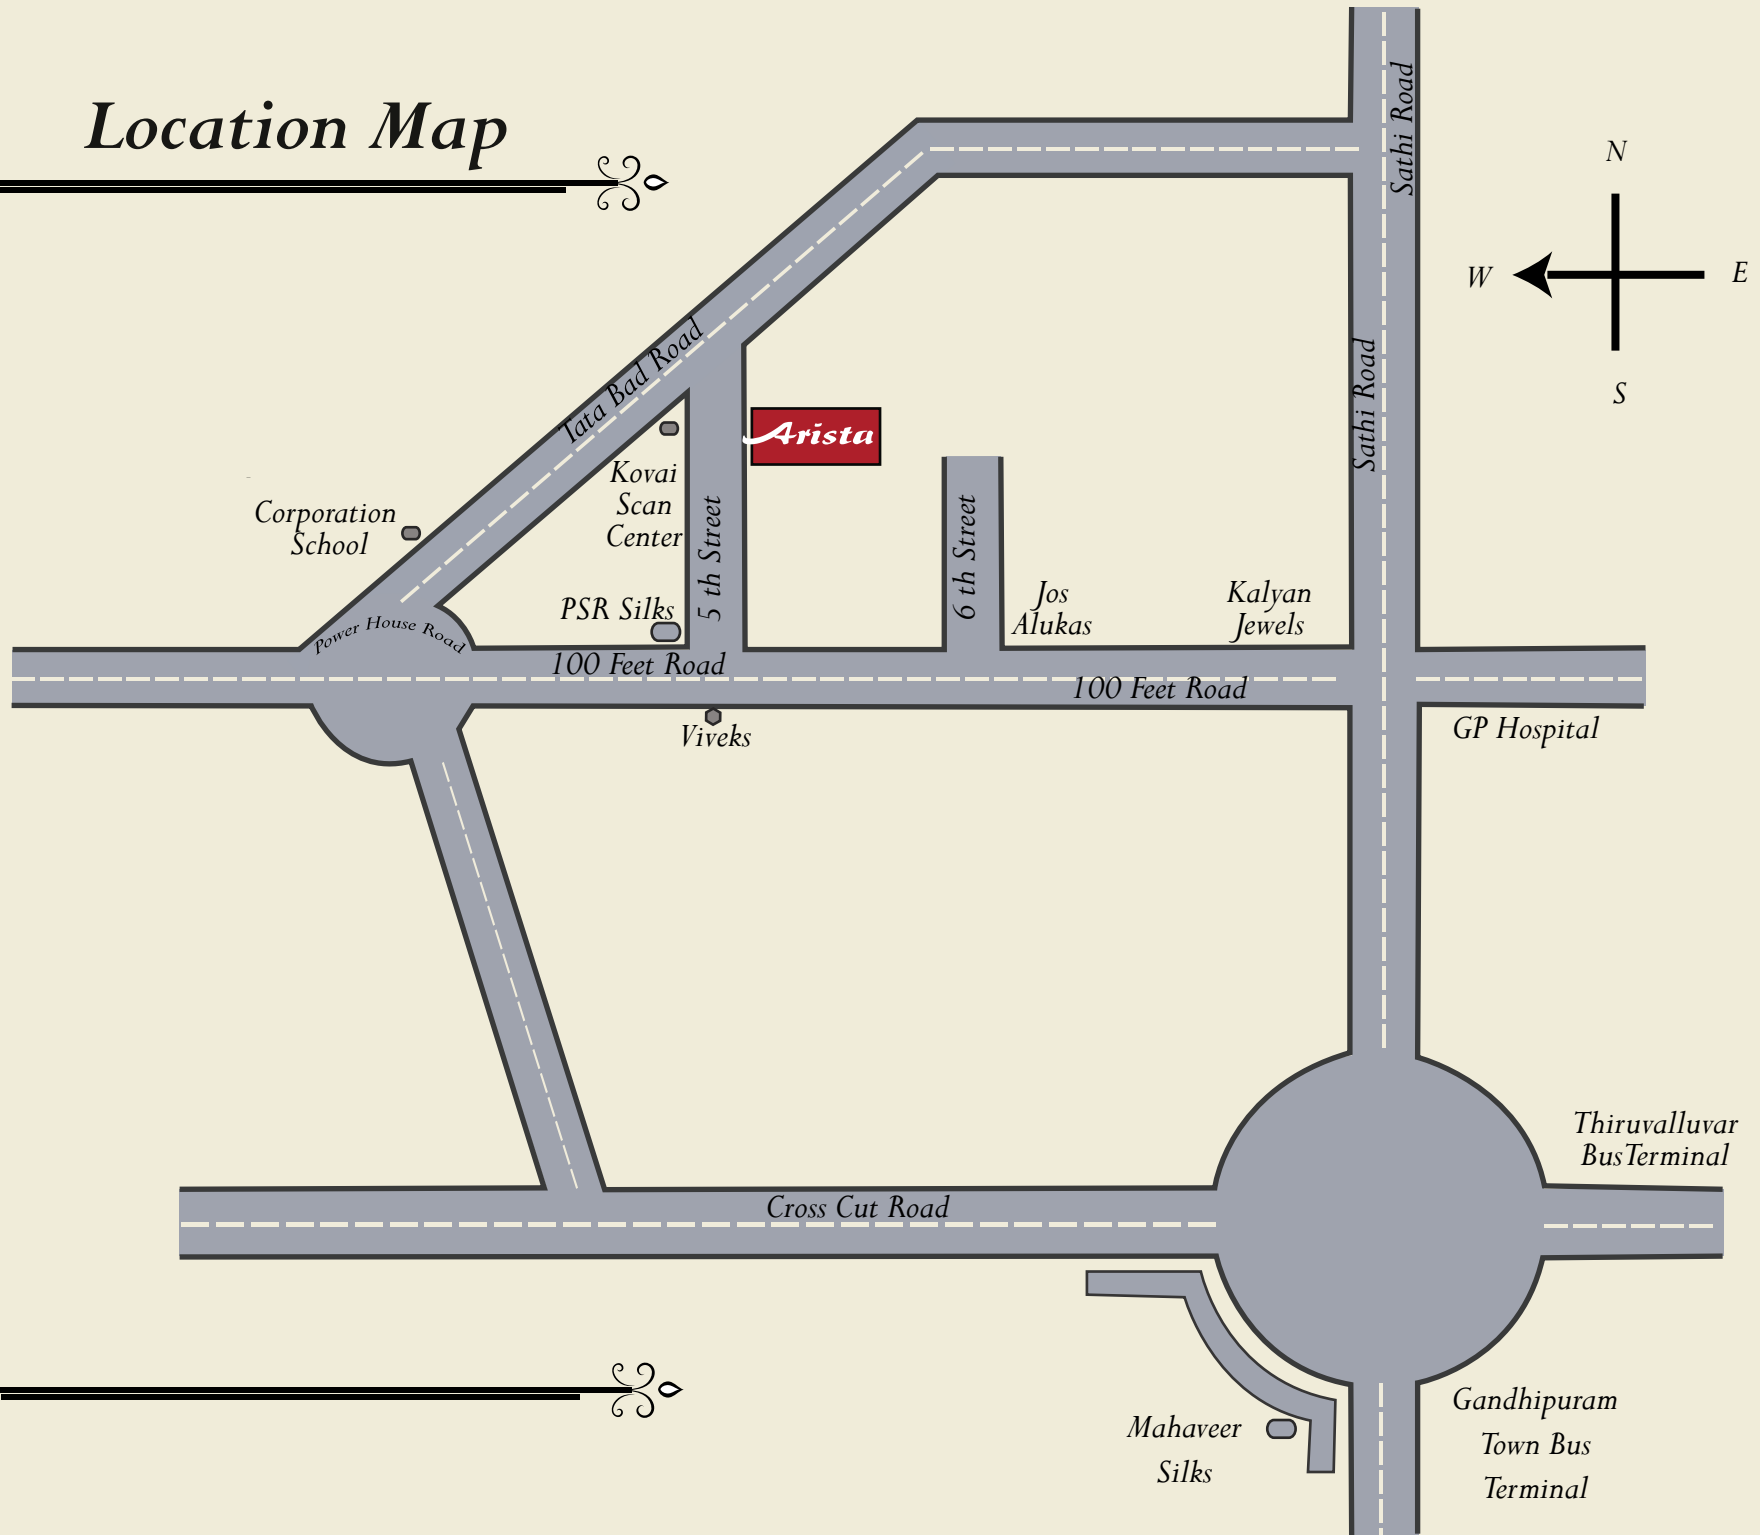 Location Map
Sathi Road
N
W
E
S
Sathi Road
Tata Bad Road
Arista
Kovai
Scan
Center
Corporation
School
5 th Street
6 th Street
PSR Silks
Jos
Alukas
Kalyan
Jewels
Power House Road
100 Feet Road
100 Feet Road
Viveks
GP Hospital
Thiruvalluvar
BusTerminal
Cross Cut Road
Mahaveer
Silks
Gandhipuram
Town Bus
Terminal